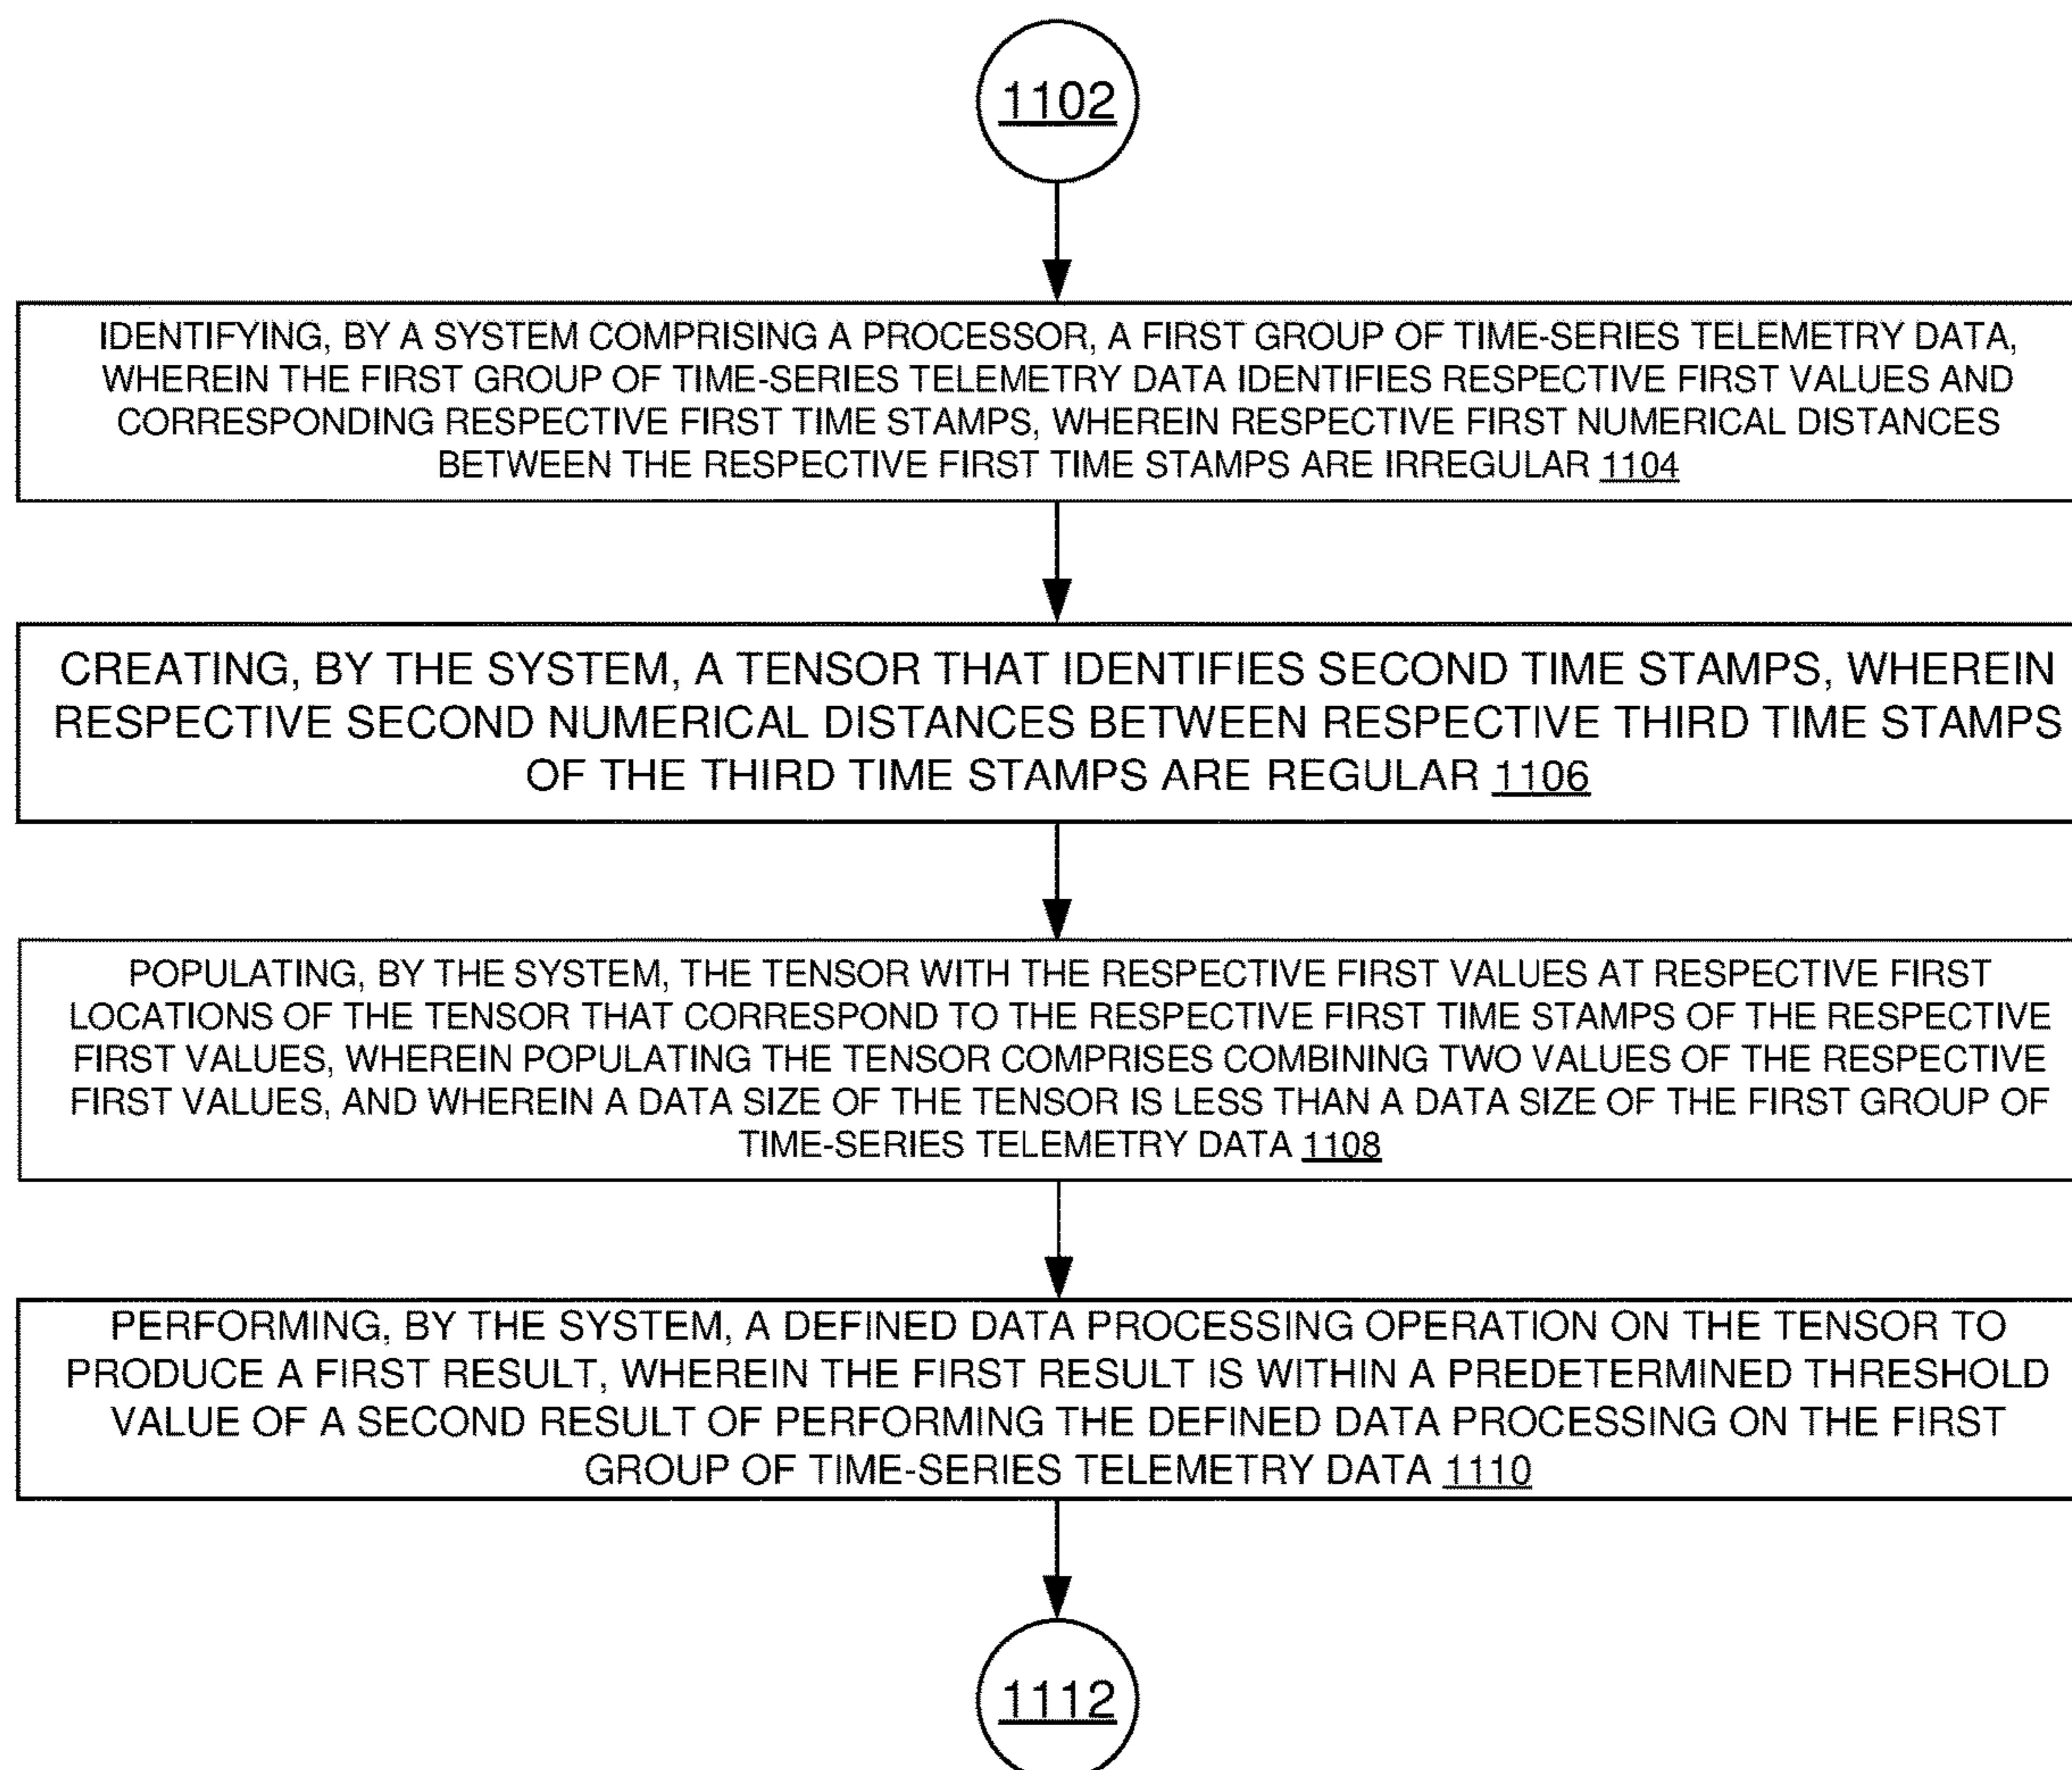 1102
IDENTIFYING, BY A SYSTEM COMPRISING A PROCESSOR, A FIRST GROUP OF TIME-SERIES TELEMETRY DATA,
WHEREIN THE FIRST GROUP OF TIME-SERIES TELEMETRY DATA IDENTIFIES RESPECTIVE FIRST VALUES AND
CORRESPONDING RESPECTIVE FIRST TIME STAMPS, WHEREIN RESPECTIVE FIRST NUMERICAL DISTANCES
BETWEEN THE RESPECTIVE FIRST TIME STAMPS ARE IRREGULAR 1104
CREATING, BY THE SYSTEM, A TENSOR THAT IDENTIFIES SECOND TIME STAMPS, WHEREIN
RESPECTIVE SECOND NUMERICAL DISTANCES BETWEEN RESPECTIVE THIRD TIME STAMPS
OF THE THIRD TIME STAMPS ARE REGULAR 1106
POPULATING, BY THE SYSTEM, THE TENSOR WITH THE RESPECTIVE FIRST VALUES AT RESPECTIVE FIRST
LOCATIONS OF THE TENSOR THAT CORRESPOND TO THE RESPECTIVE FIRST TIME STAMPS OF THE RESPECTIVE
FIRST VALUES, WHEREIN POPULATING THE TENSOR COMPRISES COMBINING TWO VALUES OF THE RESPECTIVE
FIRST VALUES, AND WHEREIN A DATA SIZE OF THE TENSOR IS LESS THAN A DATA SIZE OF THE FIRST GROUP OF
TIME-SERIES TELEMETRY DATA 1108
PERFORMING, BY THE SYSTEM, A DEFINED DATA PROCESSING OPERATION ON THE TENSOR TO
PRODUCE A FIRST RESULT, WHEREIN THE FIRST RESULT IS WITHIN A PREDETERMINED THRESHOLD
VALUE OF A SECOND RESULT OF PERFORMING THE DEFINED DATA PROCESSING ON THE FIRST
GROUP OF TIME-SERIES TELEMETRY DATA 1110
1112